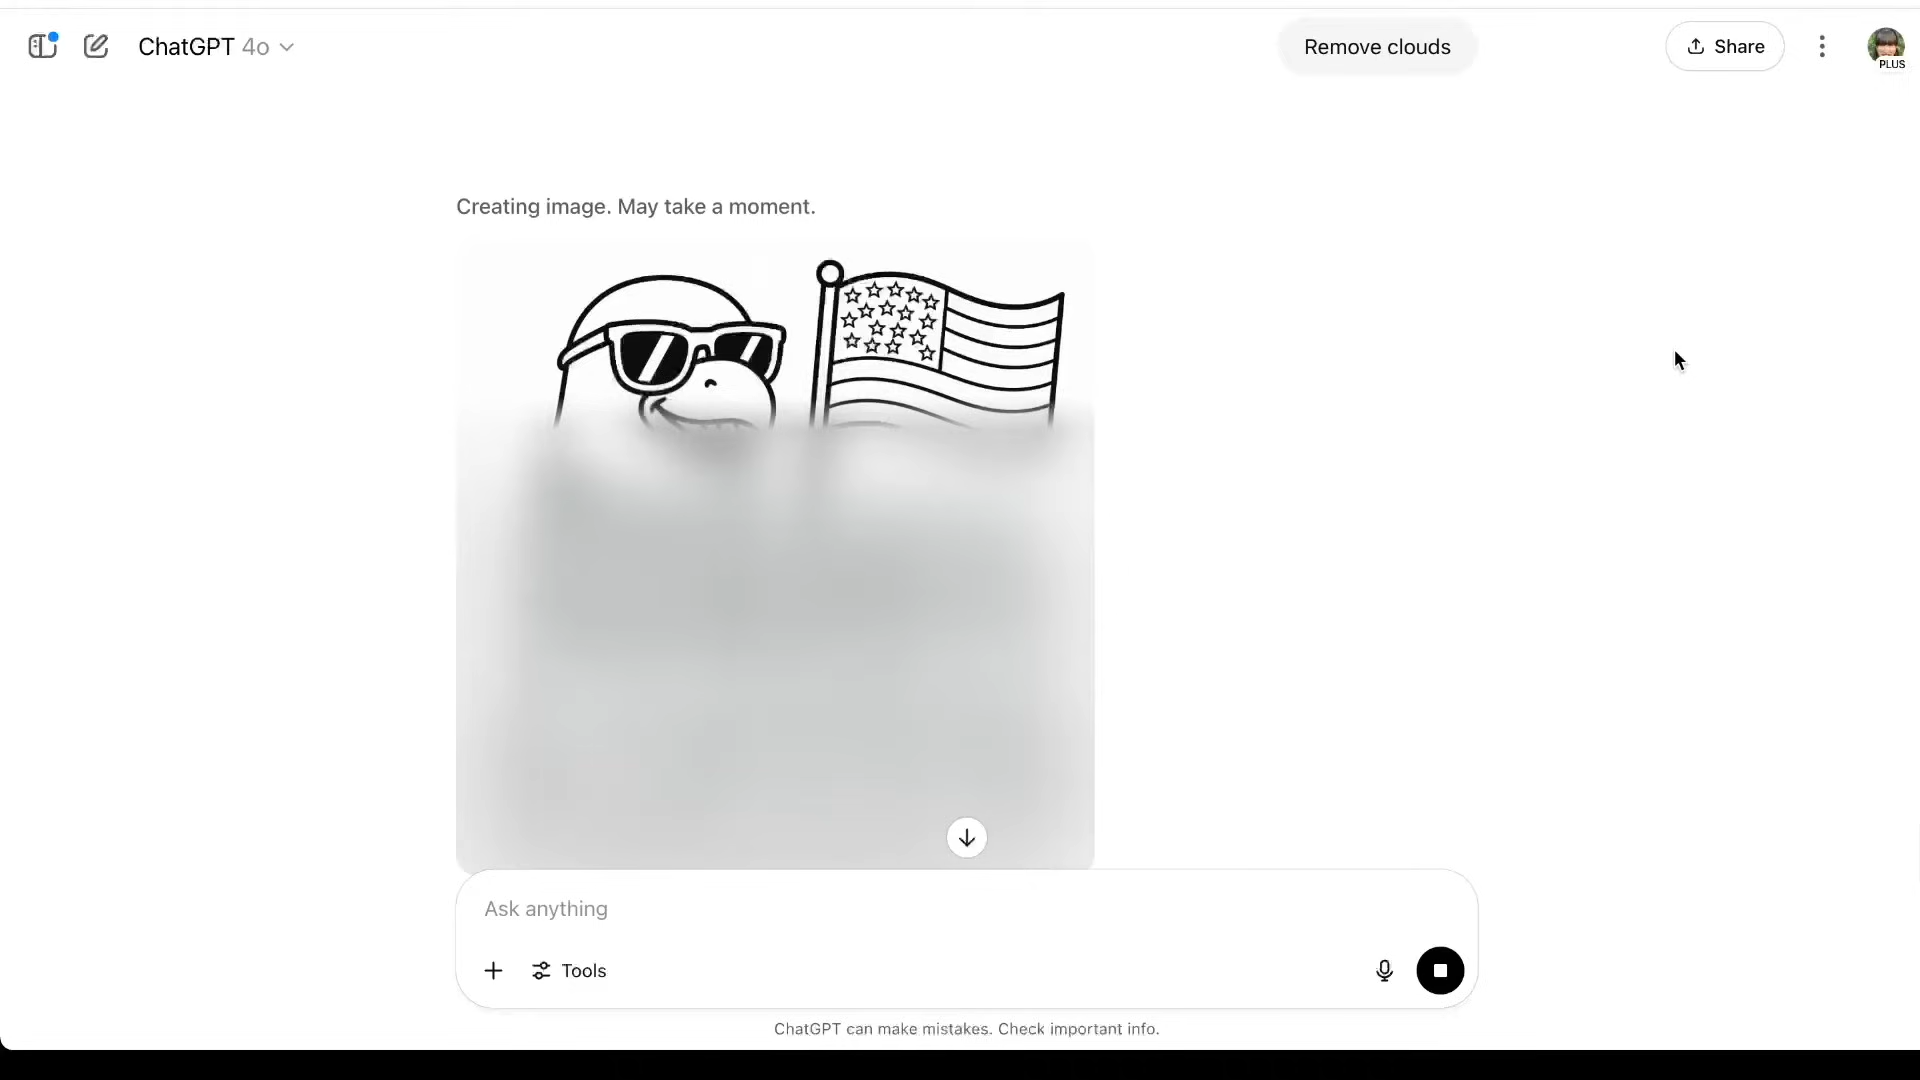 ChatGPT 4o
Remove clouds
Share
PLUS
Creating image. May take a moment.
Ask anything
Tools
ChatGPT can make mistakes. Check important info.